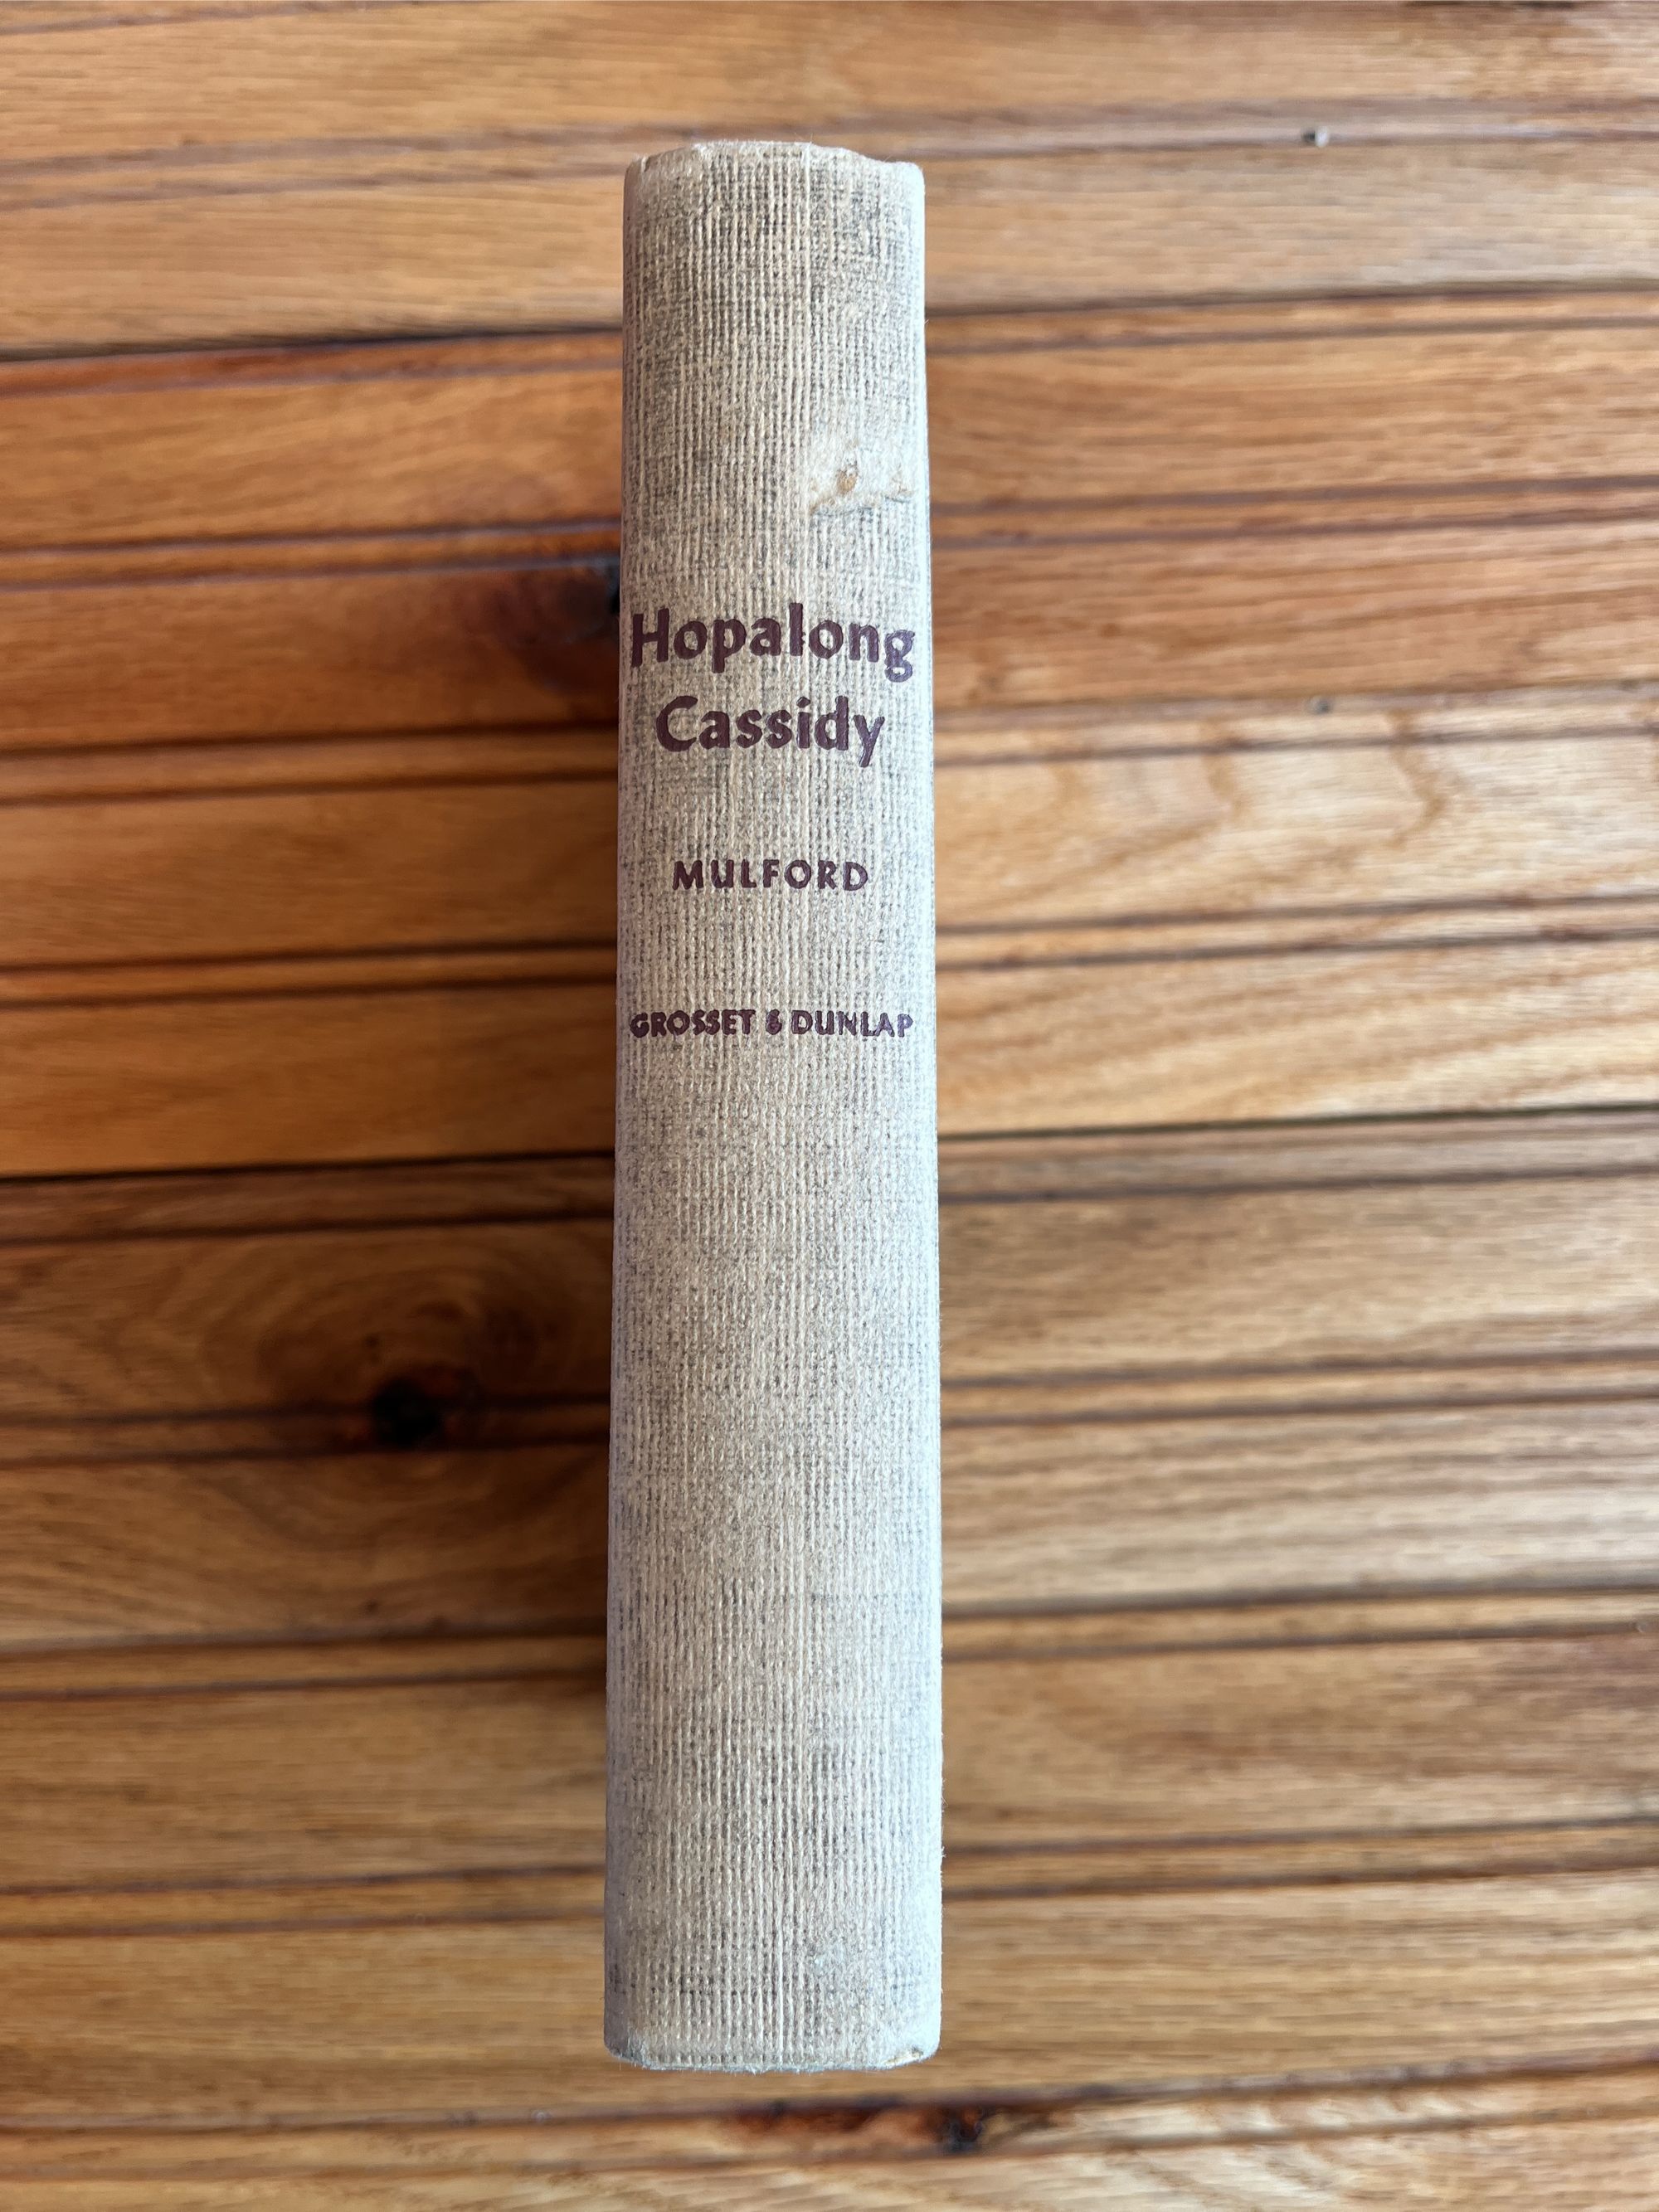 Hopalong
Cassidy
MULFORD
GROSSET & DUNLAP